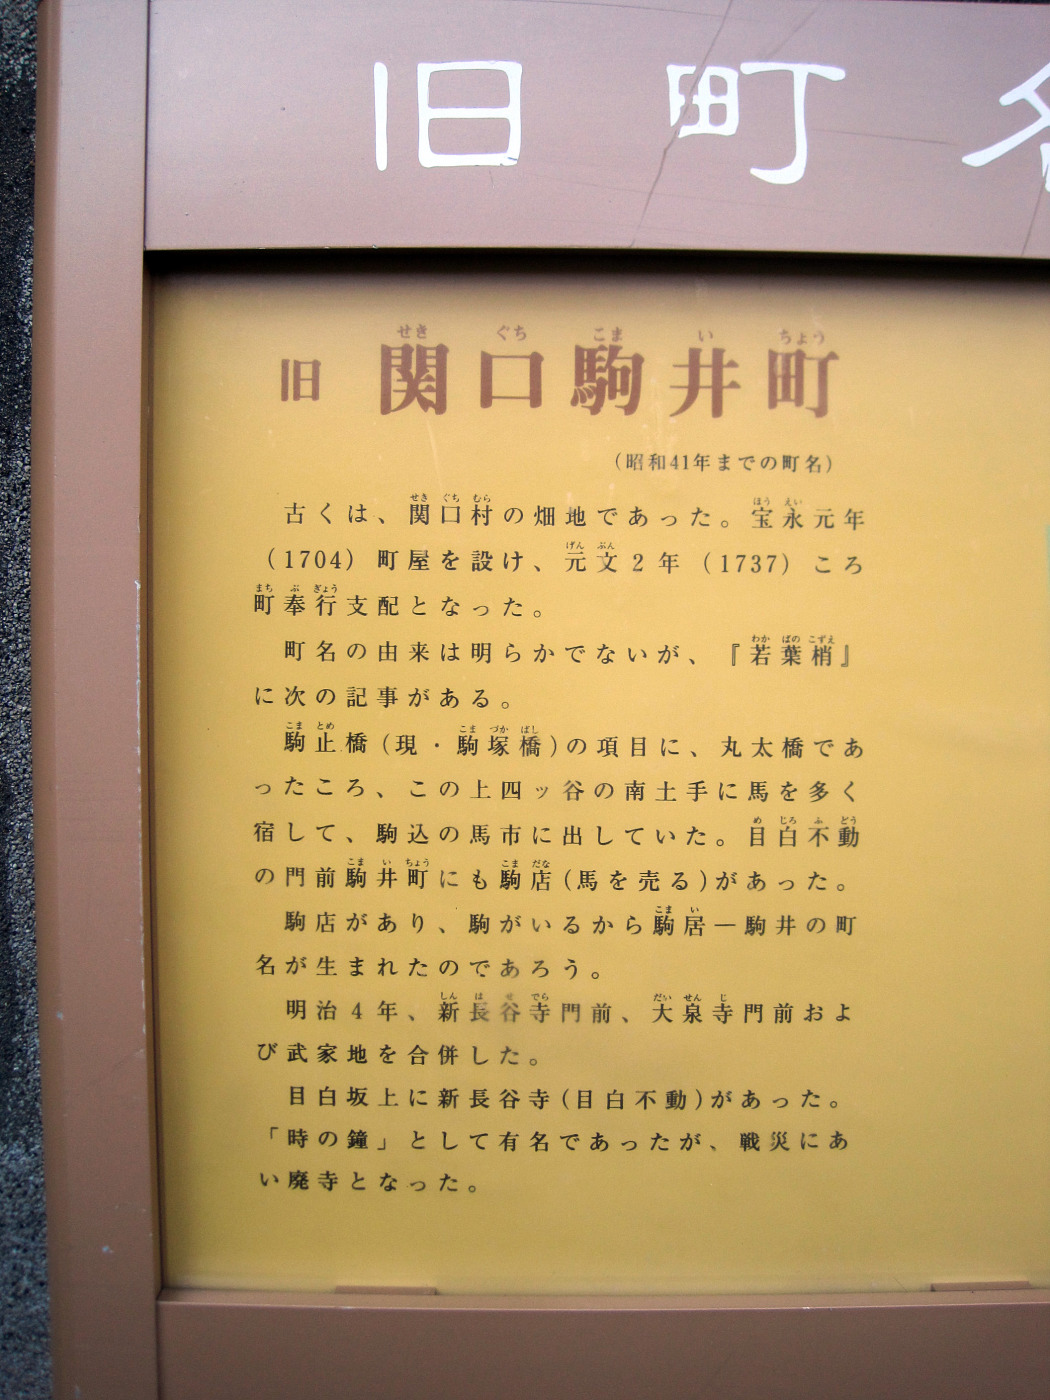 旧町名
旧 関口駒井町
(昭和41年までの町名)
古くは、関口村の畑地であった。宝永元年
(1704)町屋を設け、元文2年(1737)ころ
町奉行支配となった。
町名の由来は明らかでないが、『若葉梢』
に次の記事がある。
駒止橋(現・駒塚橋)の項目に、丸太橋であ
ったころ、この上四ッ谷の南土手に馬を多く
宿して、駒込の馬市に出していた。目白不動
の門前駒井町にも駒店(馬を売る)があった。
駒店があり、駒がいるから駒居―駒井の町
名が生まれたのであろう。
明治4年、新長谷寺門前、大泉寺門前およ
び武家地を合併した。
目白坂上に新長谷寺(目白不動)があった。
「時の鐘」として有名であったが、戦災にあ
い廃寺となった。